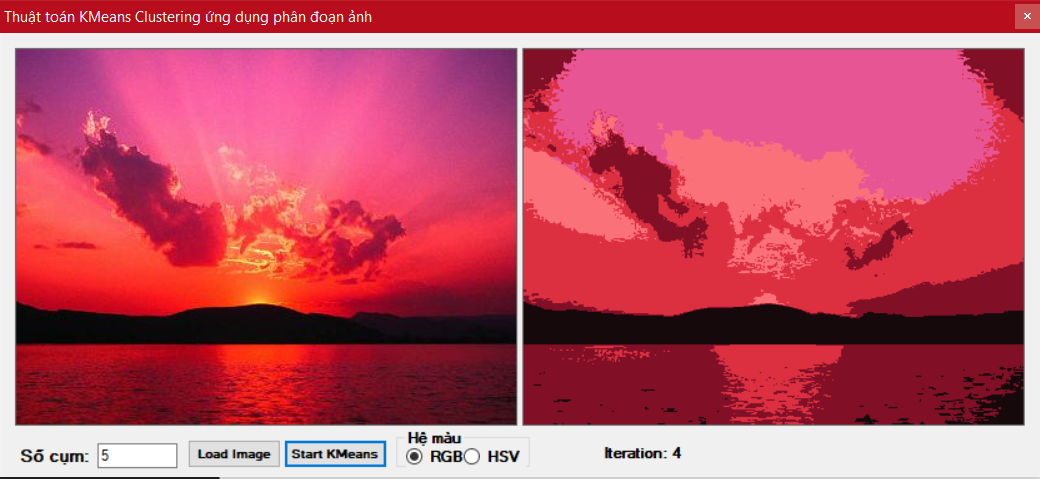 Thuật toán KMeans Clustering ứng dụng phân đoạn ảnh
Hệ màu
Số cụm: 5 Load Image Start KMeans RGB HSV Iteration: 4